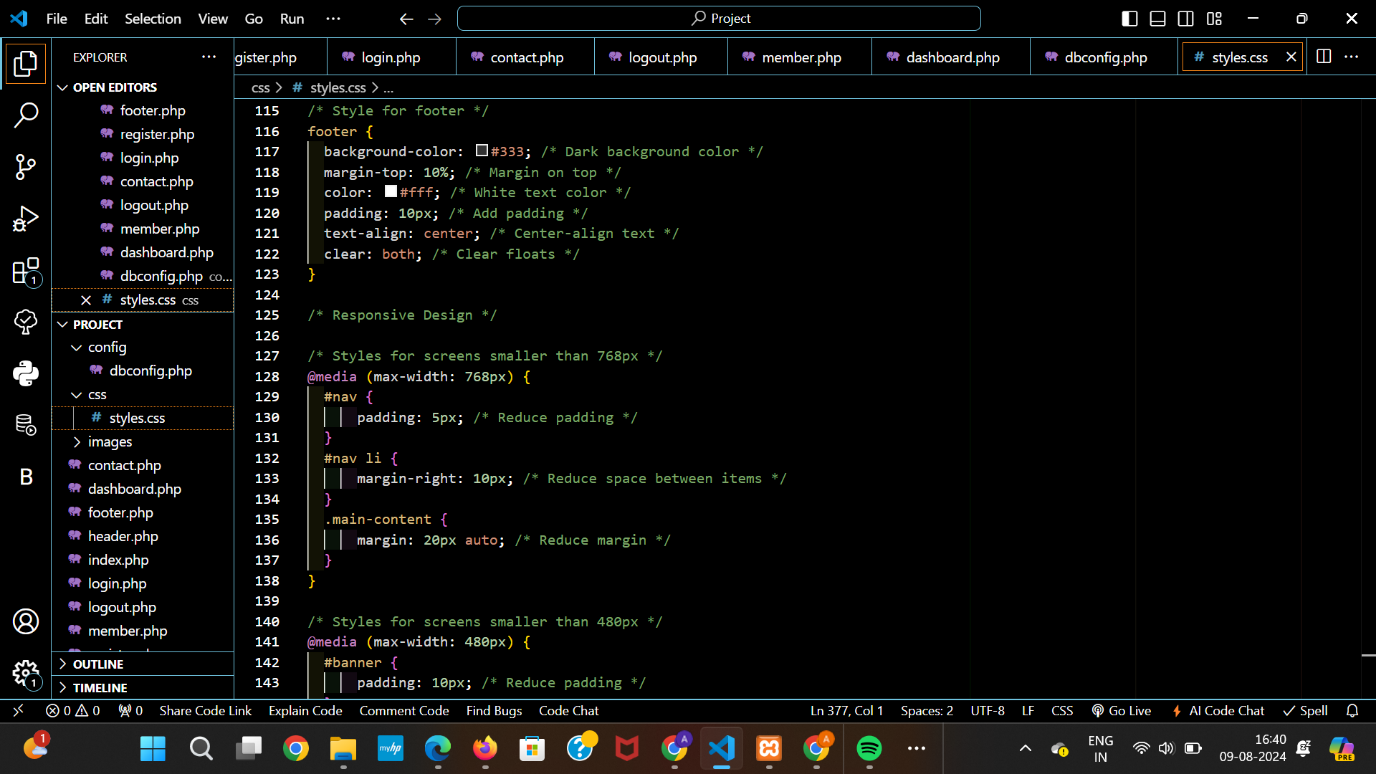 File Edit Selection View Go Run ···
Project
EXPLORER ···
OPEN EDITORS
footer.php
register.php
login.php
contact.php
logout.php
member.php
dashboard.php
dbconfig.php co...
# styles.css css
PROJECT
config
dbconfig.php
css
# styles.css
images
contact.php
dashboard.php
footer.php
header.php
index.php
login.php
logout.php
member.php
OUTLINE
TIMELINE
gister.php login.php contact.php logout.php member.php dashboard.php dbconfig.php # styles.css
css > # styles.css > ...
115 /* Style for footer */
116 footer {
117 background-color: #333; /* Dark background color */
118 margin-top: 10%; /* Margin on top */
119 color: #fff; /* White text color */
120 padding: 10px; /* Add padding */
121 text-align: center; /* Center-align text */
122 clear: both; /* Clear floats */
123 }
124
125 /* Responsive Design */
126
127 /* Styles for screens smaller than 768px */
128 @media (max-width: 768px) {
129 #nav {
130 padding: 5px; /* Reduce padding */
131 }
132 #nav li {
133 margin-right: 10px; /* Reduce space between items */
134 }
135 .main-content {
136 margin: 20px auto; /* Reduce margin */
137 }
138 }
139
140 /* Styles for screens smaller than 480px */
141 @media (max-width: 480px) {
142 #banner {
143 padding: 10px; /* Reduce padding */
1
B
1
0 0 0 Share Code Link Explain Code Comment Code Find Bugs Code Chat Ln 377, Col 1 Spaces: 2 UTF-8 LF CSS Go Live AI Code Chat Spell
1
myhp
A
A
ENG
IN
16:40
09-08-2024
PRE